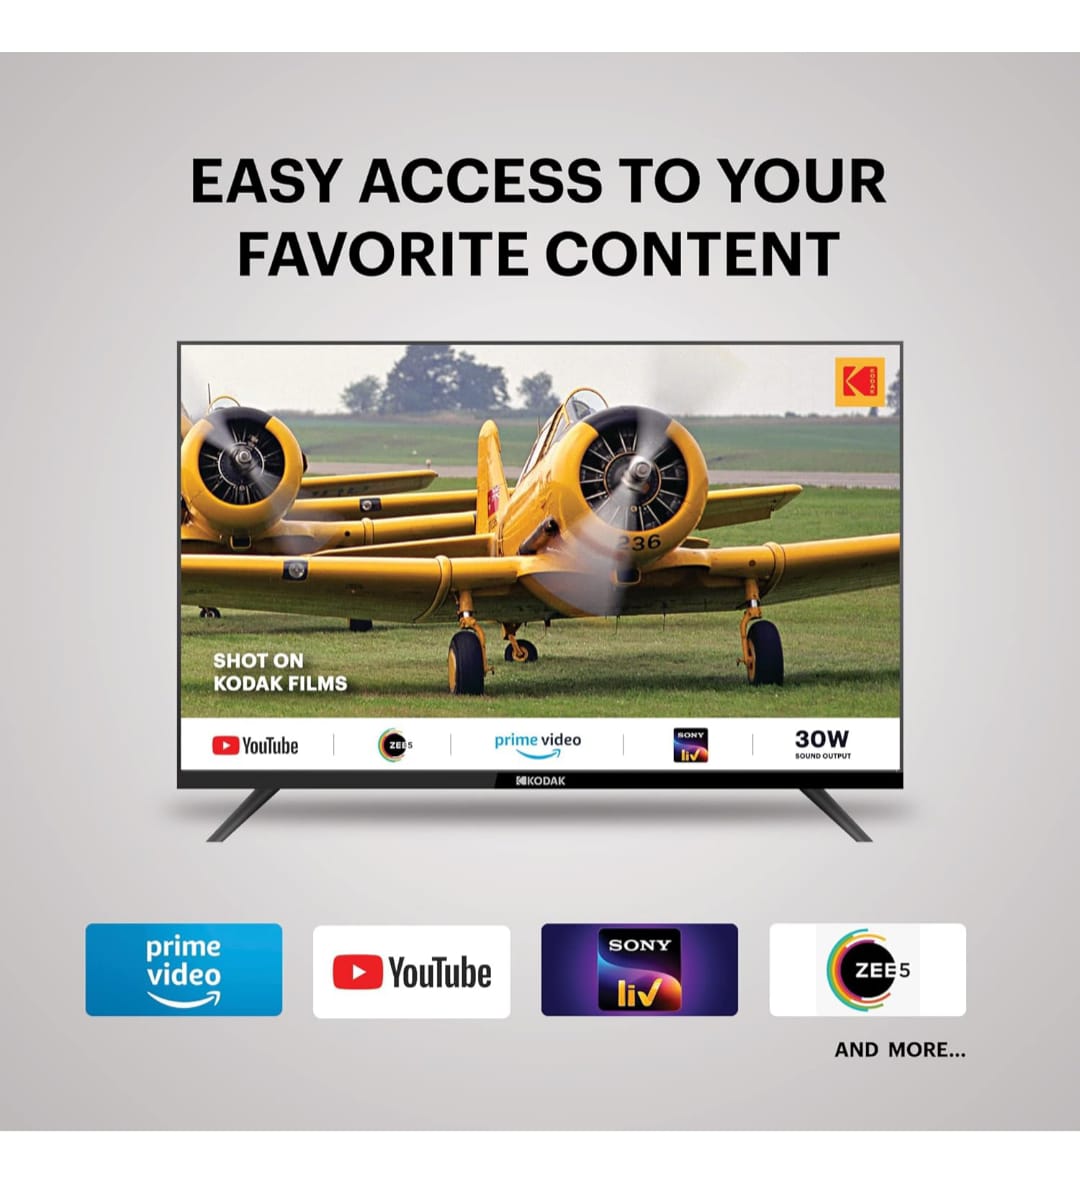 EASY ACCESS TO YOUR
FAVORITE CONTENT
KODAK
236
SHOT ON
KODAK FILMS
YouTube
ZEE5
prime video
SONY
liv
30W
SOUND OUTPUT
KODAK
prime
video
YouTube
SONY
liv
ZEE5
AND MORE...